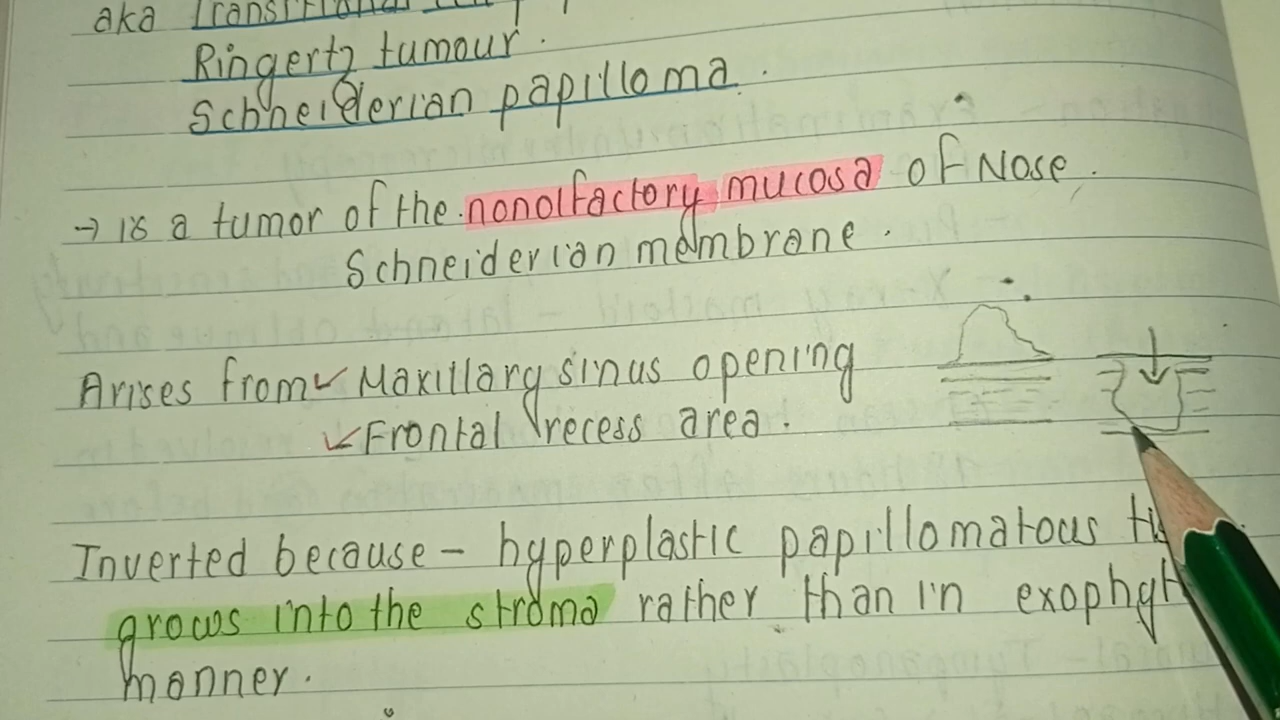 aka Transitional
Ringertz tumour.
Schneiderian papilloma.
→ is a tumor of the nonolfactory mucosa of Nose.
Schneiderian membrane.
Arises from ✓ Maxillary sinus opening
✓ Frontal recess area.
Inverted because – hyperplastic papillomatous
grows into the stroma rather than in
manner.